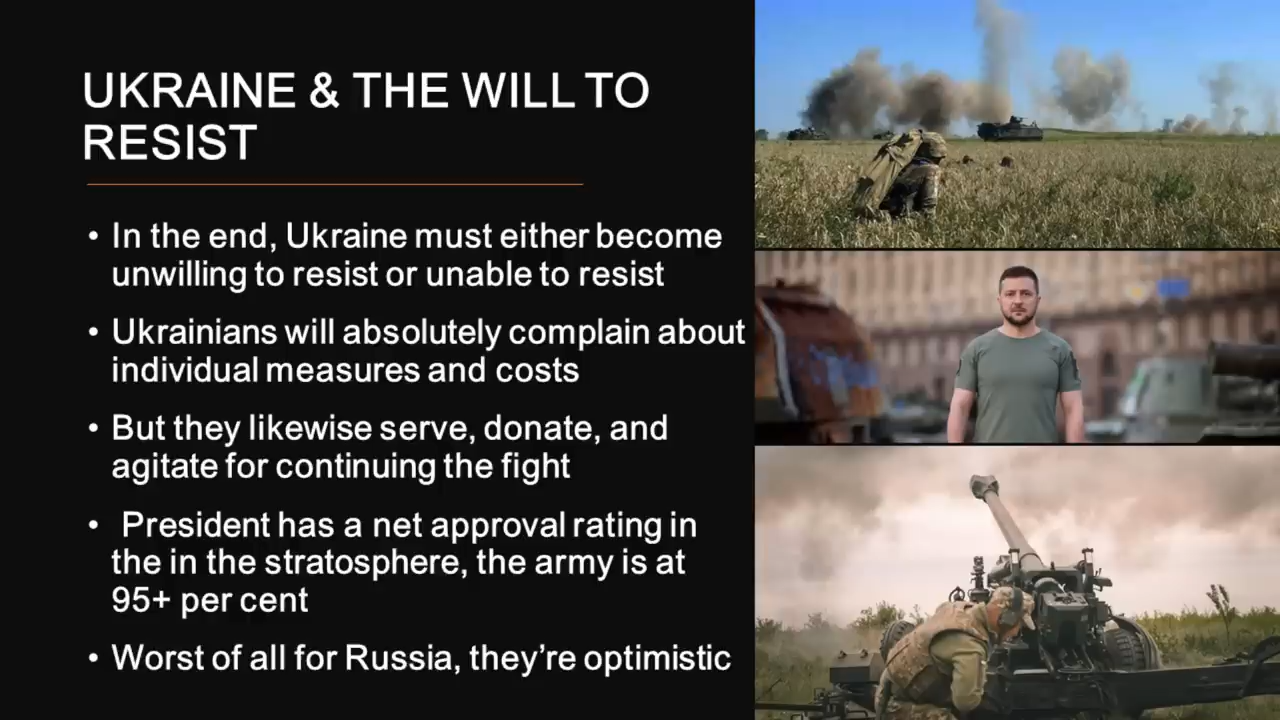 UKRAINE & THE WILL TO
RESIST
• In the end, Ukraine must either become
unwilling to resist or unable to resist
• Ukrainians will absolutely complain about
individual measures and costs
• But they likewise serve, donate, and
agitate for continuing the fight
• President has a net approval rating in
the in the stratosphere, the army is at
95+ per cent
• Worst of all for Russia, they're optimistic